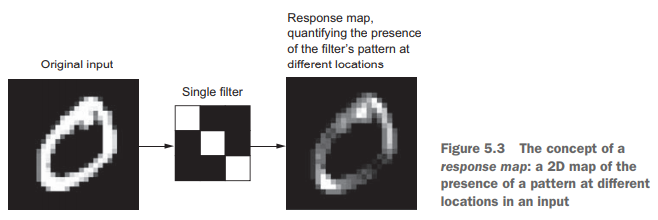 Original input
Single filter
Response map,
quantifying the presence
of the filter's pattern at
different locations
Figure 5.3 The concept of a
response map: a 2D map of the
presence of a pattern at different
locations in an input